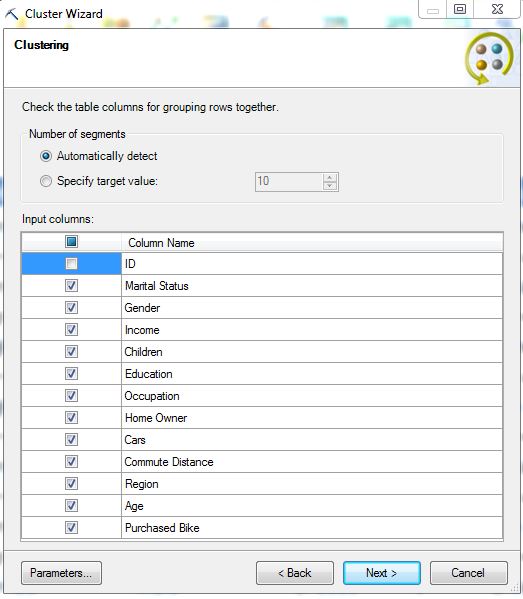 Cluster Wizard
Clustering
Check the table columns for grouping rows together.
Number of segments
Automatically detect
Specify target value:
10
Input columns:
Column Name
ID
Marital Status
Gender
Income
Children
Education
Occupation
Home Owner
Cars
Commute Distance
Region
Age
Purchased Bike
Parameters...
< Back
Next >
Cancel